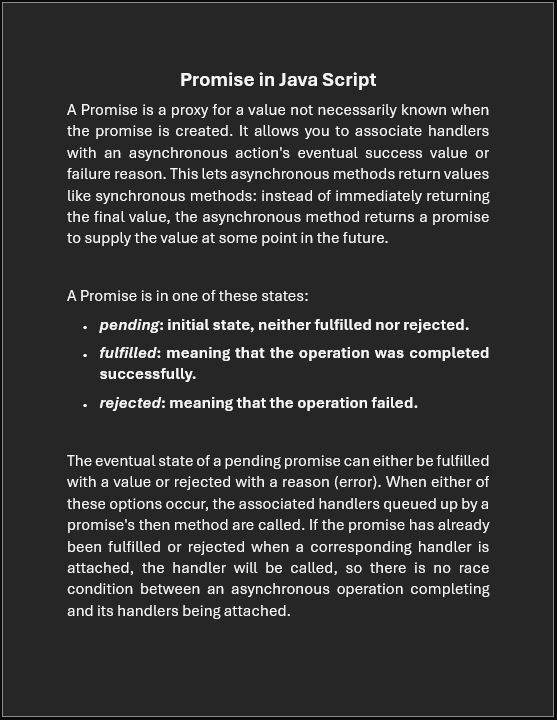 Promise in Java Script
A Promise is a proxy for a value not necessarily known when
the promise is created. It allows you to associate handlers
with an asynchronous action's eventual success value or
failure reason. This lets asynchronous methods return values
like synchronous methods: instead of immediately returning
the final value, the asynchronous method returns a promise
to supply the value at some point in the future.
A Promise is in one of these states:
• pending: initial state, neither fulfilled nor rejected.
• fulfilled: meaning that the operation was completed
successfully.
• rejected: meaning that the operation failed.
The eventual state of a pending promise can either be fulfilled
with a value or rejected with a reason (error). When either of
these options occur, the associated handlers queued up by a
promise's then method are called. If the promise has already
been fulfilled or rejected when a corresponding handler is
attached, the handler will be called, so there is no race
condition between an asynchronous operation completing
and its handlers being attached.